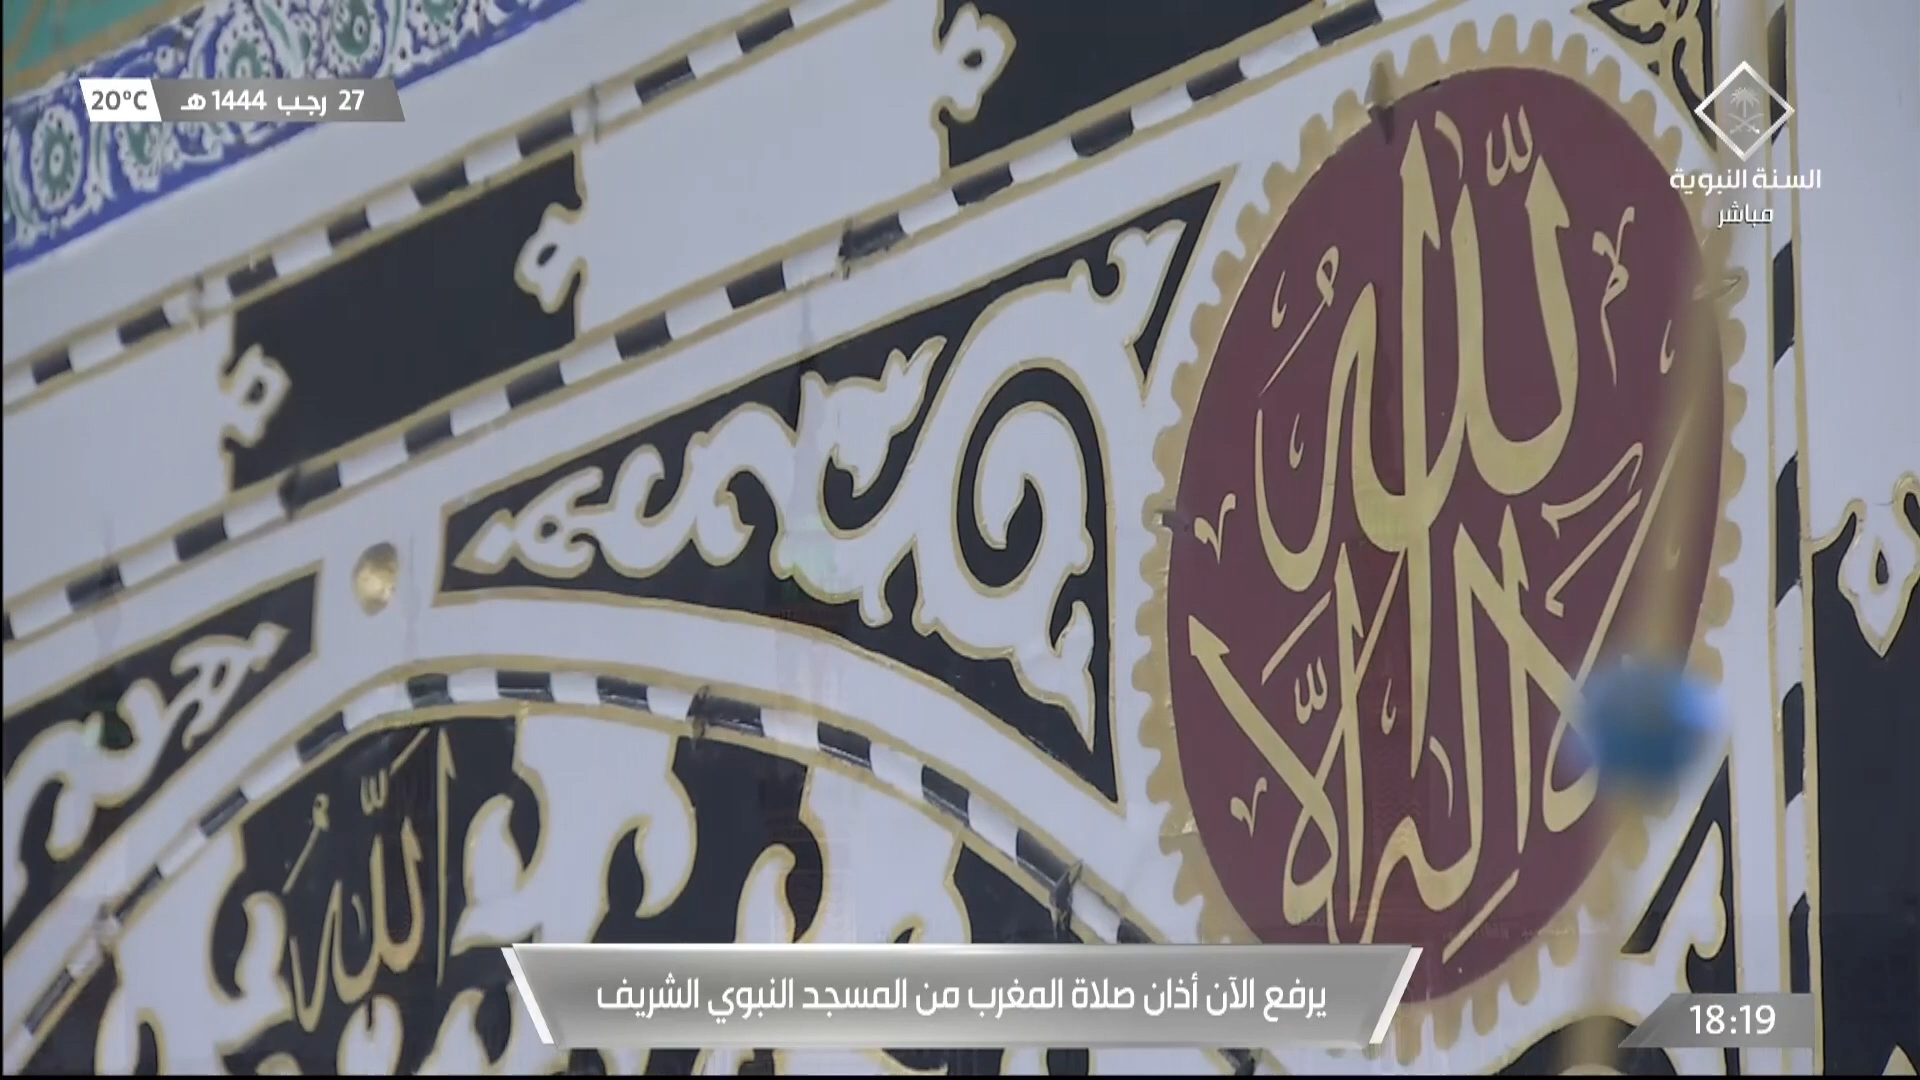 20°C
27 رجب 1444 هـ
السنة النبوية
مباشر
لا إله إلا الله
الله
يرفع الآن أذان صلاة المغرب من المسجد النبوي الشريف
18:19